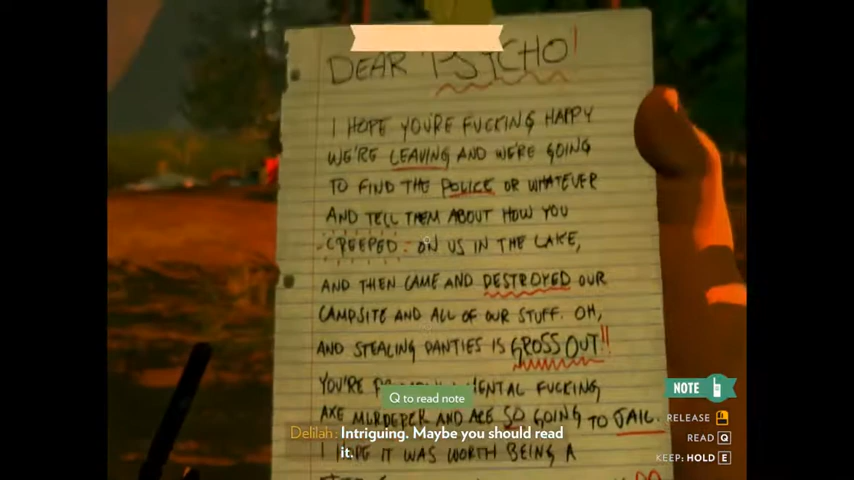 DEAR "PSYCHO"!
I HOPE YOU'RE FUCKING HAPPY
WE'RE LEAVING AND WE'RE GOING
TO FIND THE POLICE OR WHATEVER
AND TELL THEM ABOUT HOW YOU
CREEPED ON US IN THE LAKE,
AND THEN CAME AND DESTROYED OUR
CAMPSITE AND ALL OF OUR STUFF. OH,
AND STEALING PANTIES IS GROSS OUT!!
YOU'RE MENTAL FUCKING
AXE MURDERER AND ARE SO GOING TO JAIL.
I HOPE IT WAS WORTH BEING A
Q to read note
Delilah: Intriguing. Maybe you should read
it.
NOTE
RELEASE
READ Q
KEEP: HOLD E